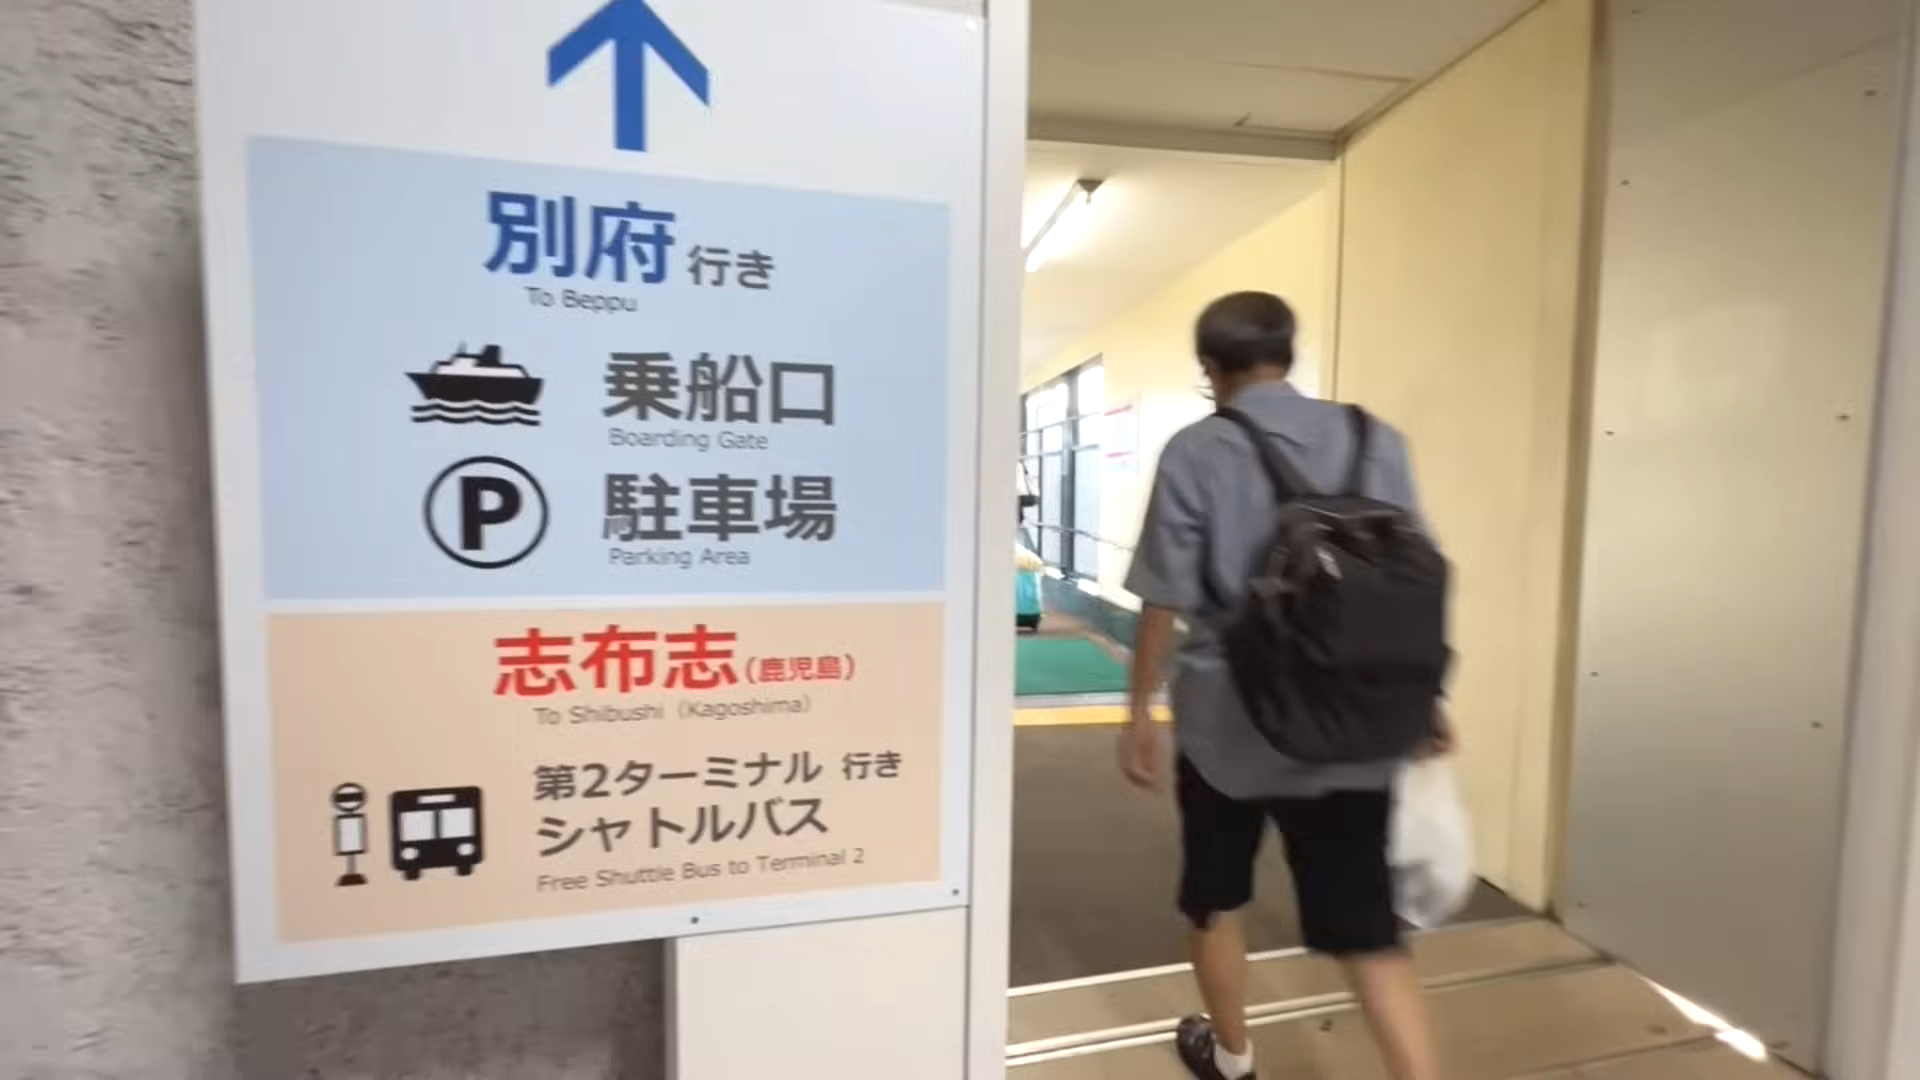 別府 行き
To Beppu
乗船口
Boarding Gate
P 駐車場
Parking Area
志布志(鹿児島)
To Shibushi (Kagoshima)
第2ターミナル 行き
シャトルバス
Free Shuttle Bus to Terminal 2